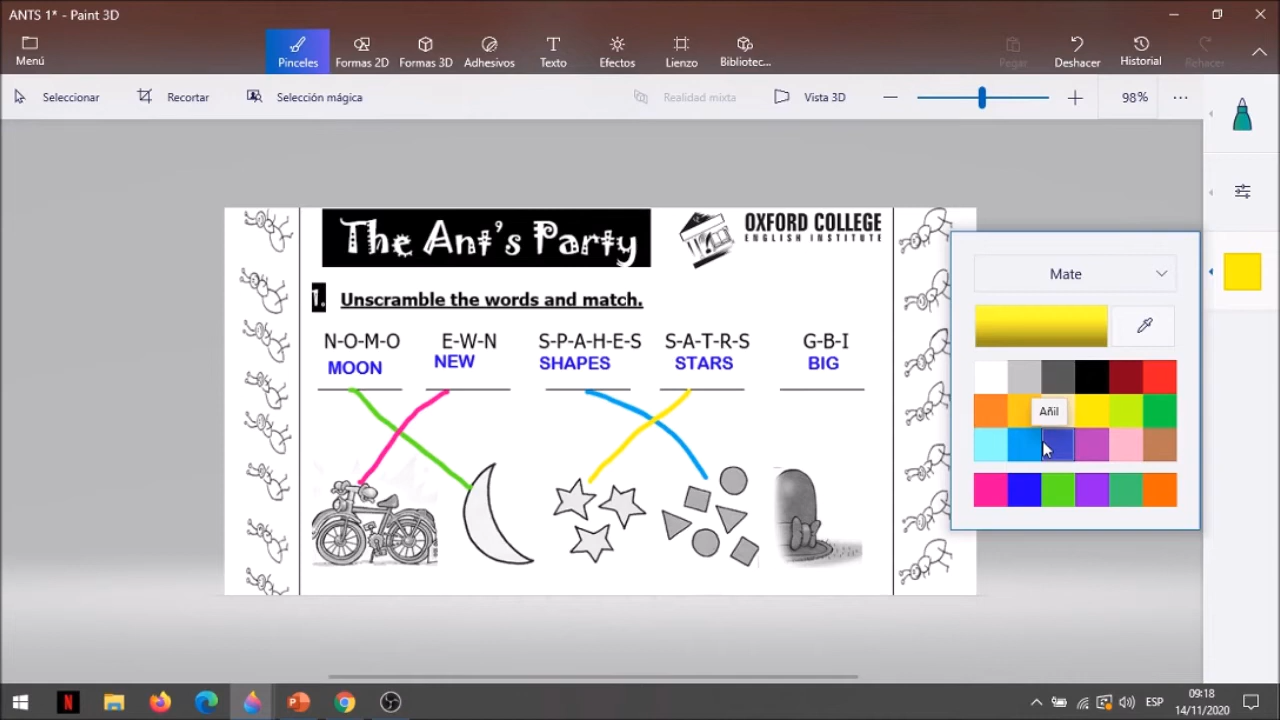 ANTS 1* - Paint 3D
Menú
Pinceles
Formas 2D
Formas 3D
Adhesivos
Texto
Efectos
Lienzo
Bibliotec...
Pegar
Deshacer
Historial
Rehacer
Seleccionar
Recortar
Selección mágica
Realidad mixta
Vista 3D
98%
The Ant's Party
OXFORD COLLEGE
ENGLISH INSTITUTE
1. Unscramble the words and match.
N-O-M-O E-W-N S-P-A-H-E-S S-A-T-R-S G-B-I
MOON NEW SHAPES STARS BIG
Mate
Añil
ESP
09:18
14/11/2020